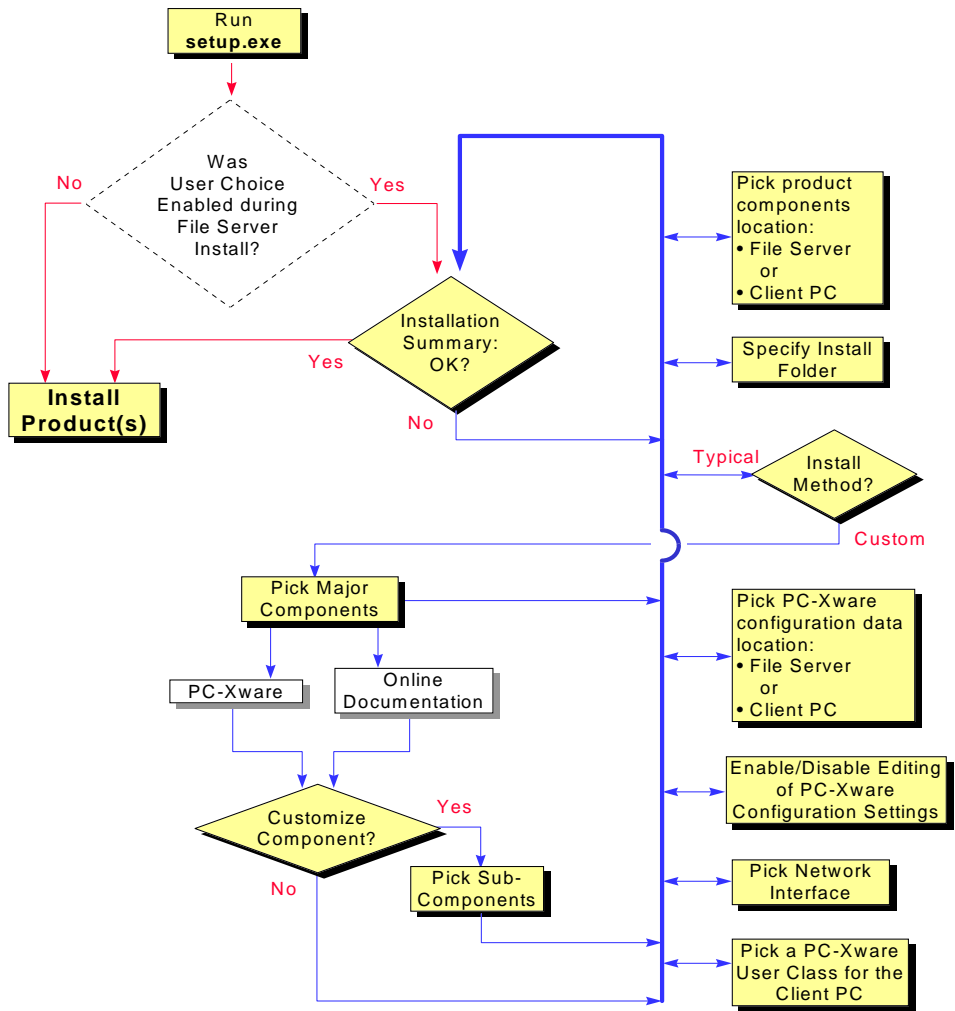 Run
setup.exe
Was
User Choice
Enabled during
File Server
Install?
No
Yes
Installation
Summary:
OK?
Yes
No
Install
Product(s)
Pick product
components
location:
• File Server
or
• Client PC
Specify Install
Folder
Typical
Install
Method?
Custom
Pick Major
Components
PC-Xware
Online
Documentation
Customize
Component?
Yes
No
Pick Sub-
Components
Pick PC-Xware
configuration data
location:
• File Server
or
• Client PC
Enable/Disable Editing
of PC-Xware
Configuration Settings
Pick Network
Interface
Pick a PC-Xware
User Class for the
Client PC